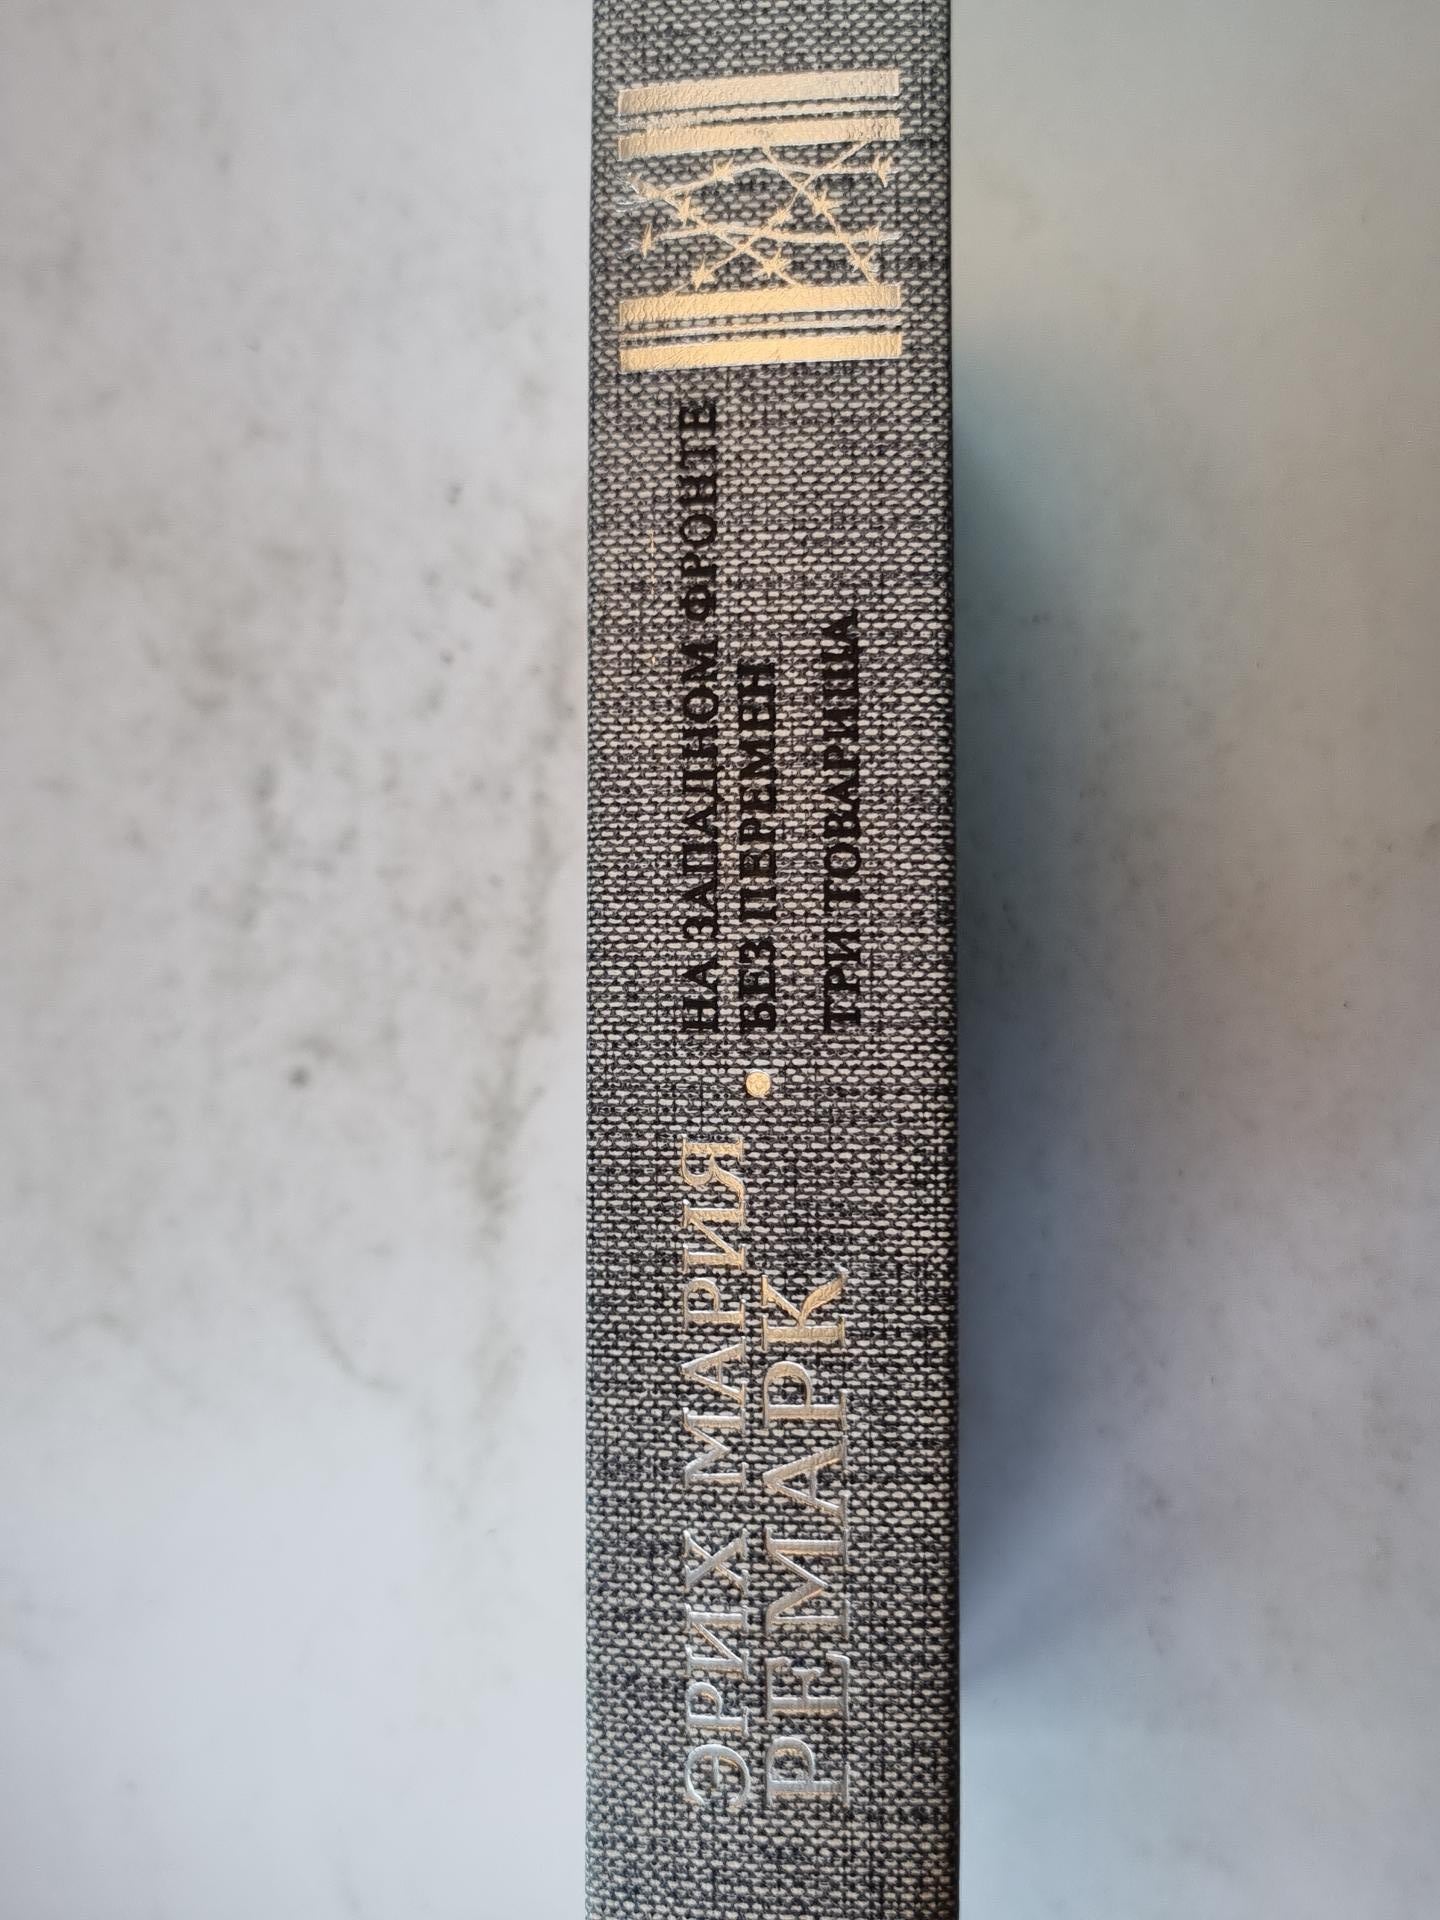 ЭРИХ МАРИЯ
РЕМАРК
НА ЗАПАДНОМ ФРОНТЕ
БЕЗ ПЕРЕМЕН
ТРИ ТОВАРИЩА